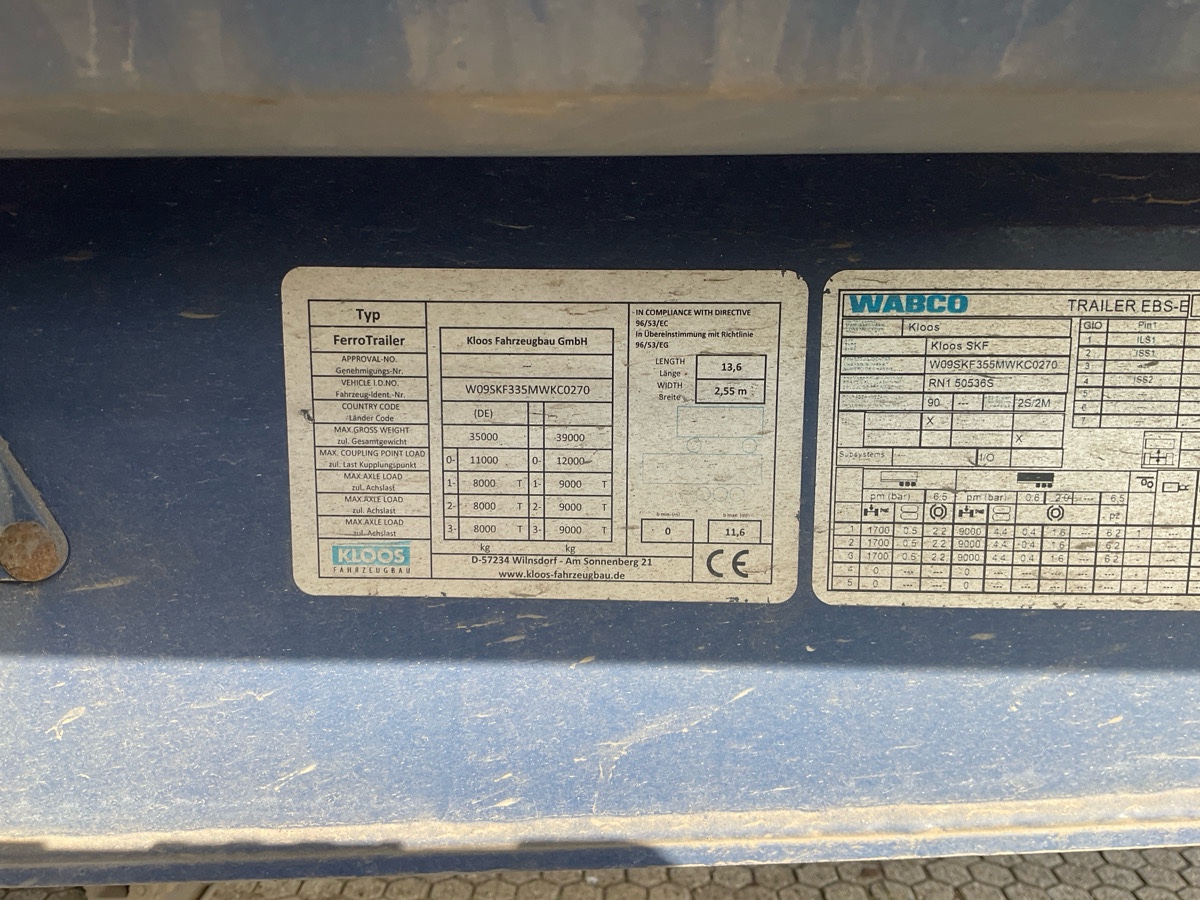 Typ
FerroTrailer
APPROVAL-NO.
Genehmigungs-Nr.
VEHICLE I.D.NO.
Fahrzeug-Ident.-Nr.
COUNTRY CODE
Länder Code
MAX.GROSS WEIGHT
zul. Gesamtgewicht
MAX. COUPLING POINT LOAD
zul. Last Kupplungspunkt
MAX.AXLE LOAD
zul. Achslast
MAX.AXLE LOAD
zul. Achslast
MAX.AXLE LOAD
zul. Achslast
KLOOS
FAHRZEUGBAU
Kloos Fahrzeugbau GmbH
---
W09SKF335MWKC0270
(DE)
35000 39000
0- 11000 0- 12000
1- 8000 T 1- 9000 T
2- 8000 T 2- 9000 T
3- 8000 T 3- 9000 T
kg kg
D-57234 Wilnsdorf - Am Sonnenberg 21
www.kloos-fahrzeugbau.de
IN COMPLIANCE WITH DIRECTIVE
96/53/EC
in Übereinstimmung mit Richtlinie
96/53/EG
LENGTH
Länge
13,6
WIDTH
Breite
2,55 m
0 11,6
CE
WABCO TRAILER EBS-E
Kloos
Kloos SKF
W09SKF355MWKC0270
RN1 50536S
90 --- 2S/2M
X
X
Subsystems --- I/O
GIO Pin1
1 ILS1
2 ISS1
3 ---
4 ISS2
5 ---
6 ---
7 ---
pm (bar) 6.5 pm (bar) 0.6 2.0 --- 6.5
pz
1 1700 0.5 2.2 9000 4.4 0.4 1.6 --- 6.2 1
2 1700 0.5 2.2 9000 4.4 0.4 1.6 6.2
3 1700 0.5 2.2 9000 4.4 0.4 1.6 --- 6.2
4 0 --- --- 0 --- --- --- --- ---
5 0 --- --- 0 --- --- --- --- ---